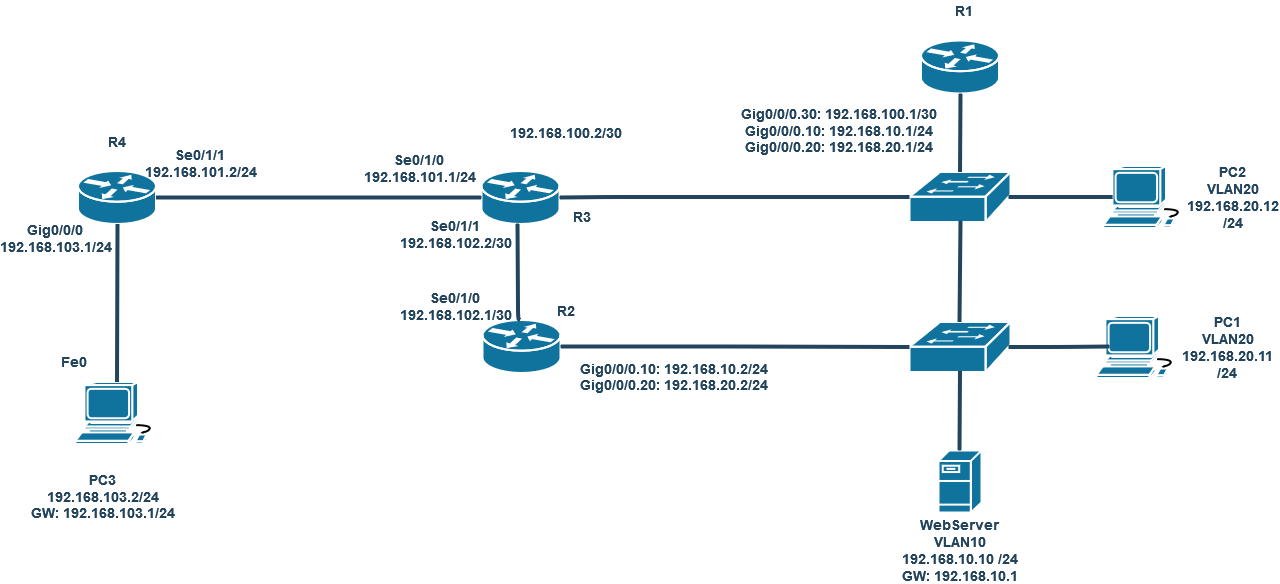 R1
Gig0/0/0.30: 192.168.100.1/30
Gig0/0/0.10: 192.168.10.1/24
Gig0/0/0.20: 192.168.20.1/24
192.168.100.2/30
R4
Se0/1/1
192.168.101.2/24
Se0/1/0
192.168.101.1/24
R3
PC2
VLAN20
192.168.20.12
/24
Gig0/0/0
192.168.103.1/24
Se0/1/1
192.168.102.2/30
Se0/1/0
192.168.102.1/30
R2
PC1
VLAN20
192.168.20.11
/24
Fe0
Gig0/0/0.10: 192.168.10.2/24
Gig0/0/0.20: 192.168.20.2/24
PC3
192.168.103.2/24
GW: 192.168.103.1/24
WebServer
VLAN10
192.168.10.10 /24
GW: 192.168.10.1